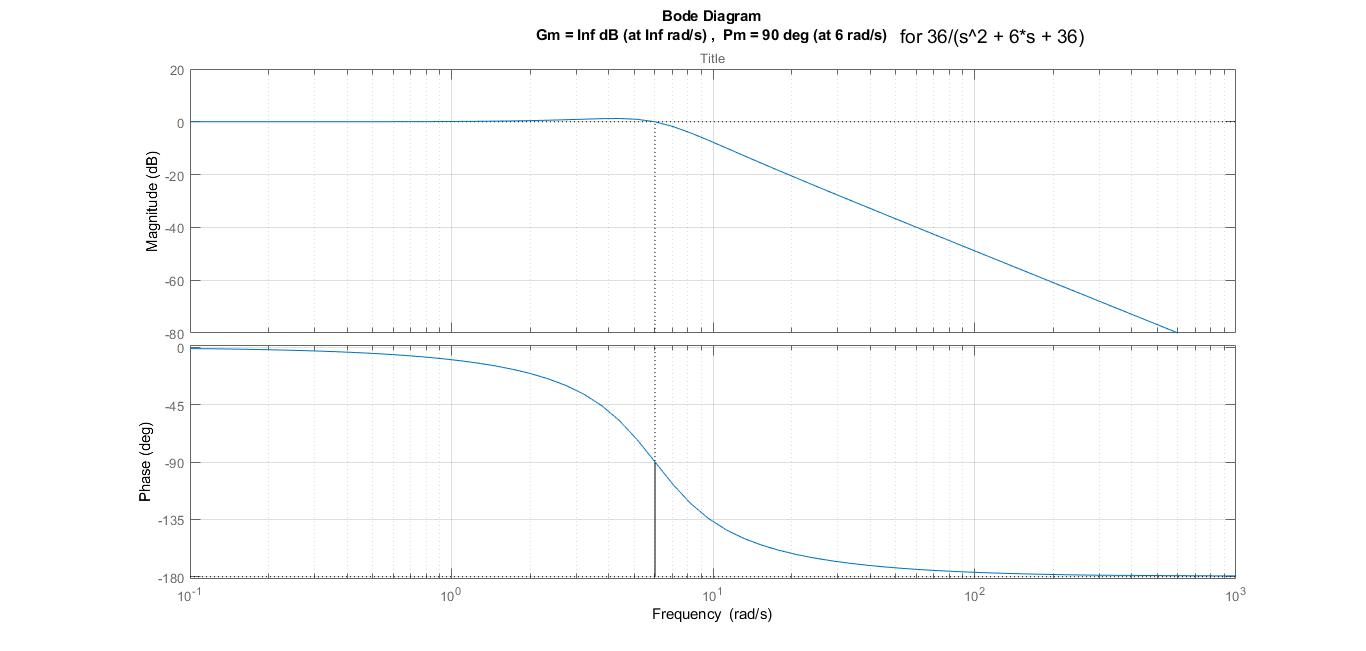 Bode Diagram
Gm = Inf dB (at Inf rad/s) , Pm = 90 deg (at 6 rad/s) for 36/(s^2 + 6*s + 36)
Title
20
0
-20
-40
-60
-80
Magnitude (dB)
0
-45
-90
-135
-180
Phase (deg)
10^-1 10^0 10^1 10^2 10^3
Frequency (rad/s)